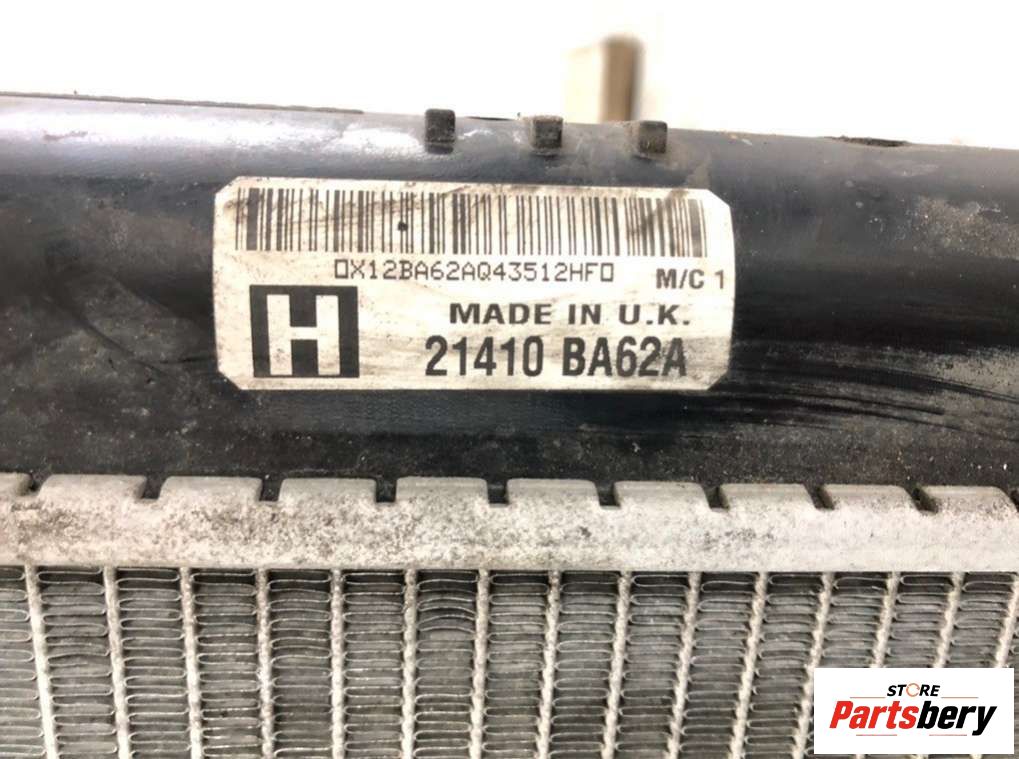 0X12BA62AQ43512HF0
M/C 1
H
MADE IN U.K.
21410 BA62A
STORE
Partsbery